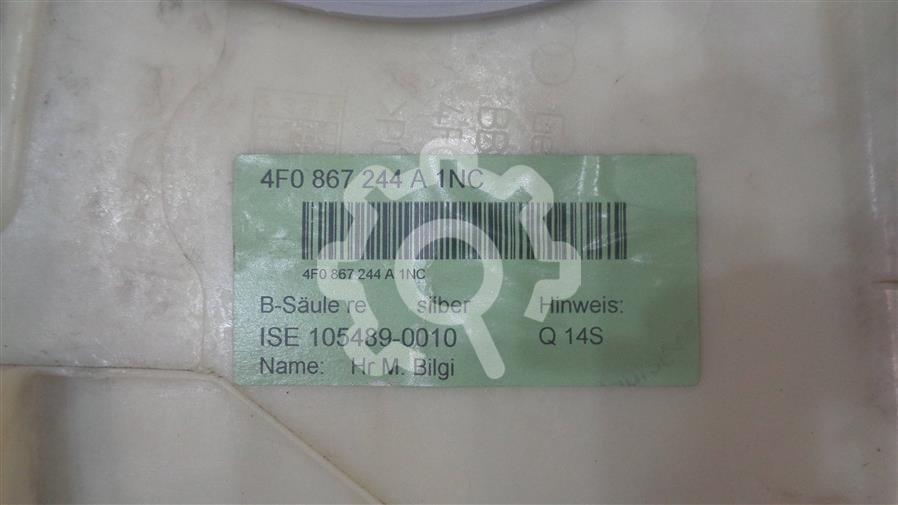 4F0 867 244 A 1NC
4F0 867 244 A 1NC
B-Säule re silber Hinweis:
ISE 105489-0010 Q 14S
Name: Hr M. Bilgi